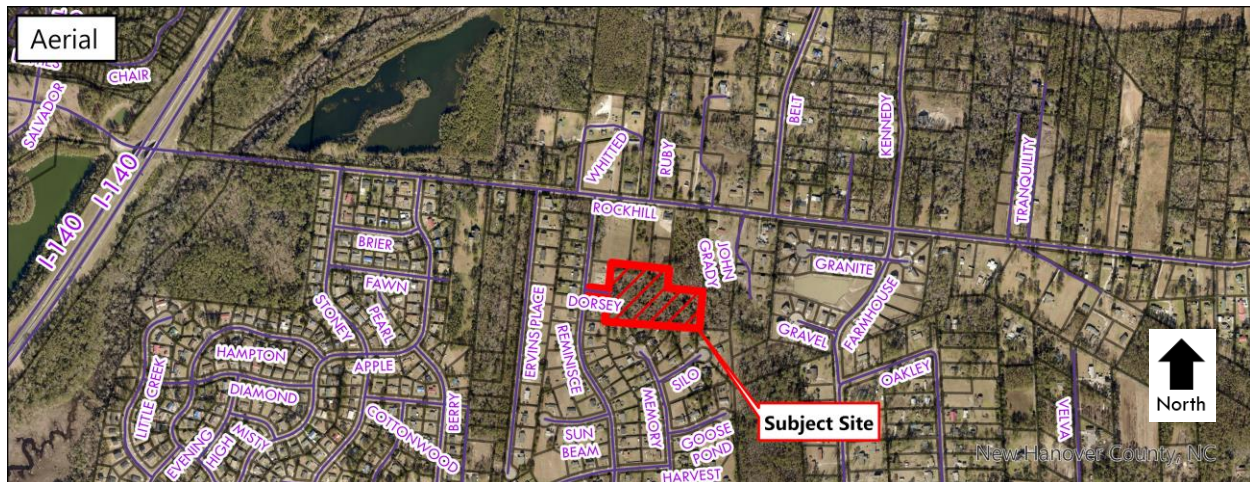 Aerial
CHAIR
SALVADOR
I-140
I-140
WHITTED
RUBY
BELT
KENNEDY
TRANQUILITY
ROCKHILL
BRIER
FAWN
STONEY
PEARL
APPLE
HAMPTON
DIAMOND
LITTLE CREEK
EVENING
HIGH
MISTY
COTTONWOOD
BERRY
ERVINS PLACE
DORSEY
REMINISCE
JOHN
GRADY
GRANITE
GRAVEL
FARMHOUSE
OAKLEY
SILO
MEMORY
SUN
BEAM
GOOSE
POND
HARVEST
VELVA
Subject Site
North
New Hanover County, NC